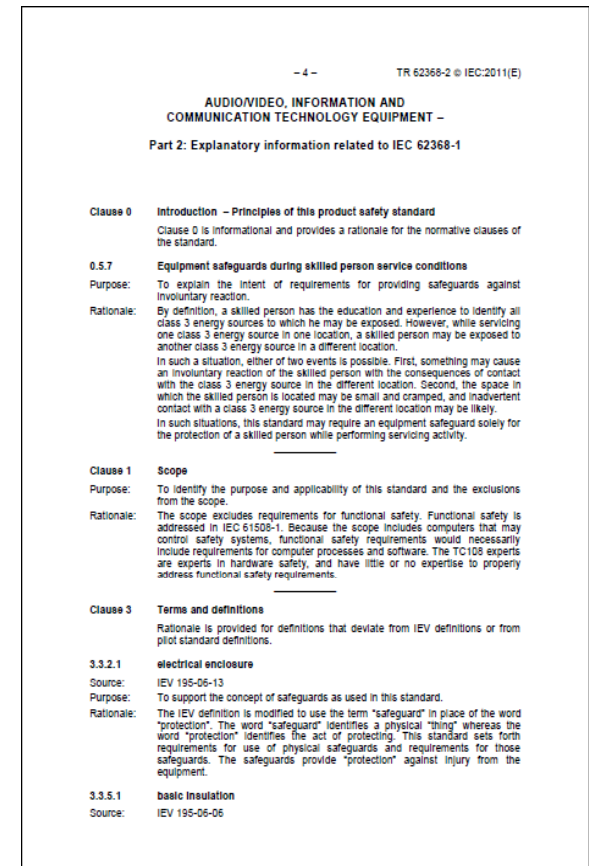 – 4 – TR 62368-2 © IEC:2011(E)
AUDIO/VIDEO, INFORMATION AND
COMMUNICATION TECHNOLOGY EQUIPMENT –
Part 2: Explanatory information related to IEC 62368-1
Clause 0 Introduction – Principles of this product safety standard
Clause 0 is informational and provides a rationale for the normative clauses of
the standard.
0.5.7 Equipment safeguards during skilled person service conditions
Purpose: To explain the intent of requirements for providing safeguards against
involuntary reaction.
Rationale: By definition, a skilled person has the education and experience to identify all
class 3 energy sources to which he may be exposed. However, while servicing
one class 3 energy source in one location, a skilled person may be exposed to
another class 3 energy source in a different location.
In such a situation, either of two events is possible. First, something may cause
an involuntary reaction of the skilled person with the consequences of contact
with the class 3 energy source in the different location. Second, the space in
which the skilled person is located may be small and cramped, and inadvertent
contact with a class 3 energy source in the different location may be likely.
In such situations, this standard may require an equipment safeguard solely for
the protection of a skilled person while performing servicing activity.
Clause 1 Scope
Purpose: To identify the purpose and applicability of this standard and the exclusions
from the scope.
Rationale: The scope excludes requirements for functional safety. Functional safety is
addressed in IEC 61508-1. Because the scope includes computers that may
control safety systems, functional safety requirements would necessarily
include requirements for computer processes and software. The TC108 experts
are experts in hardware safety, and have little or no expertise to properly
address functional safety requirements.
Clause 3 Terms and definitions
Rationale is provided for definitions that deviate from IEV definitions or from
pilot standard definitions.
3.3.2.1 electrical enclosure
Source: IEV 195-06-13
Purpose: To support the concept of safeguards as used in this standard.
Rationale: The IEV definition is modified to use the term "safeguard" in place of the word
"protection". The word "safeguard" identifies a physical "thing" whereas the
word "protection" identifies the act of protecting. This standard sets forth
requirements for use of physical safeguards and requirements for those
safeguards. The safeguards provide "protection" against injury from the
equipment.
3.3.5.1 basic insulation
Source: IEV 195-06-06